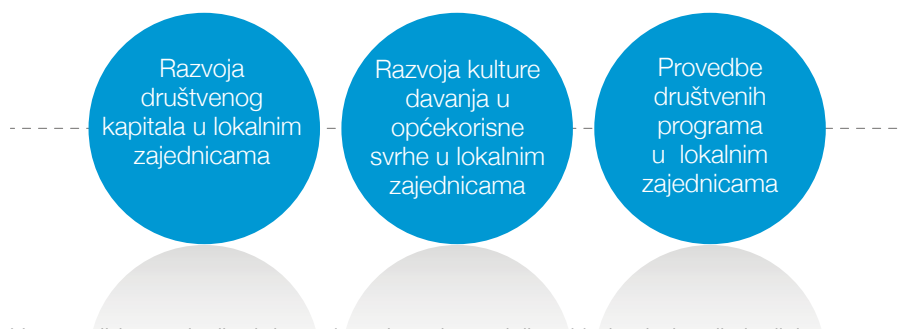 Razvoja
društvenog
kapitala u lokalnim
zajednicama
Razvoja kulture
davanja u
općekorisne
svrhe u lokalnim
zajednicama
Provedbe
društvenih
programa
u lokalnim
zajednicama